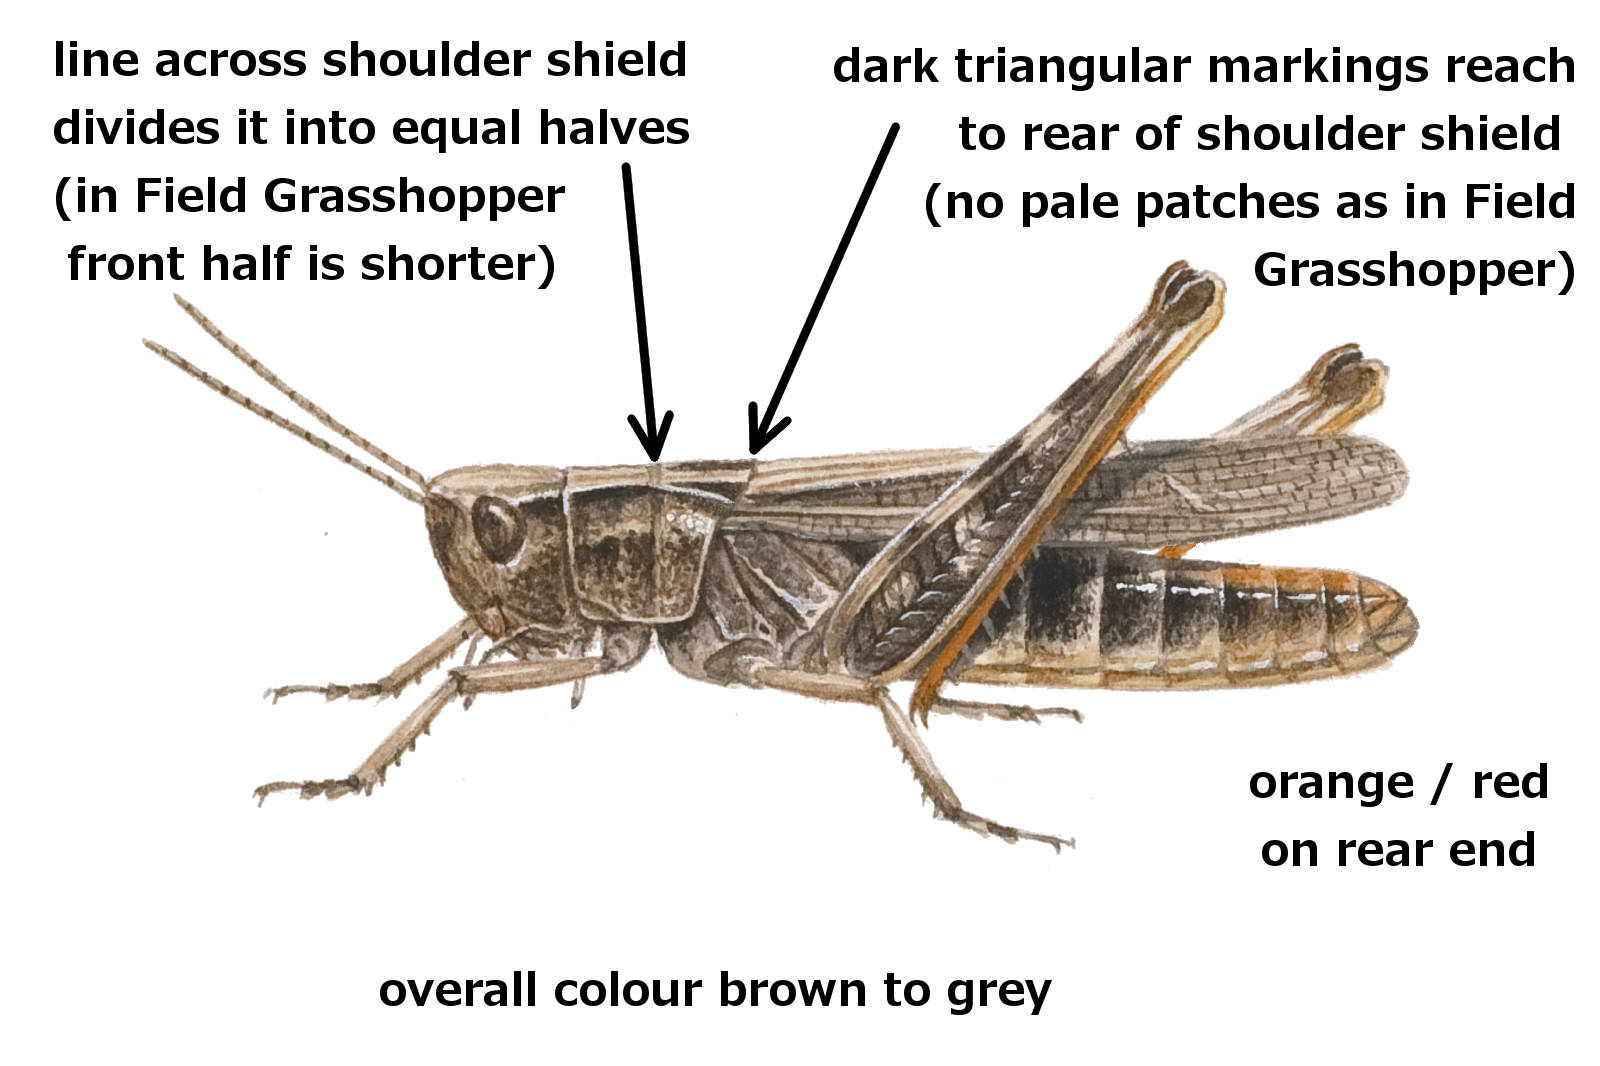 line across shoulder shield
divides it into equal halves
(in Field Grasshopper
front half is shorter)
dark triangular markings reach
to rear of shoulder shield
(no pale patches as in Field
Grasshopper)
orange / red
on rear end
overall colour brown to grey